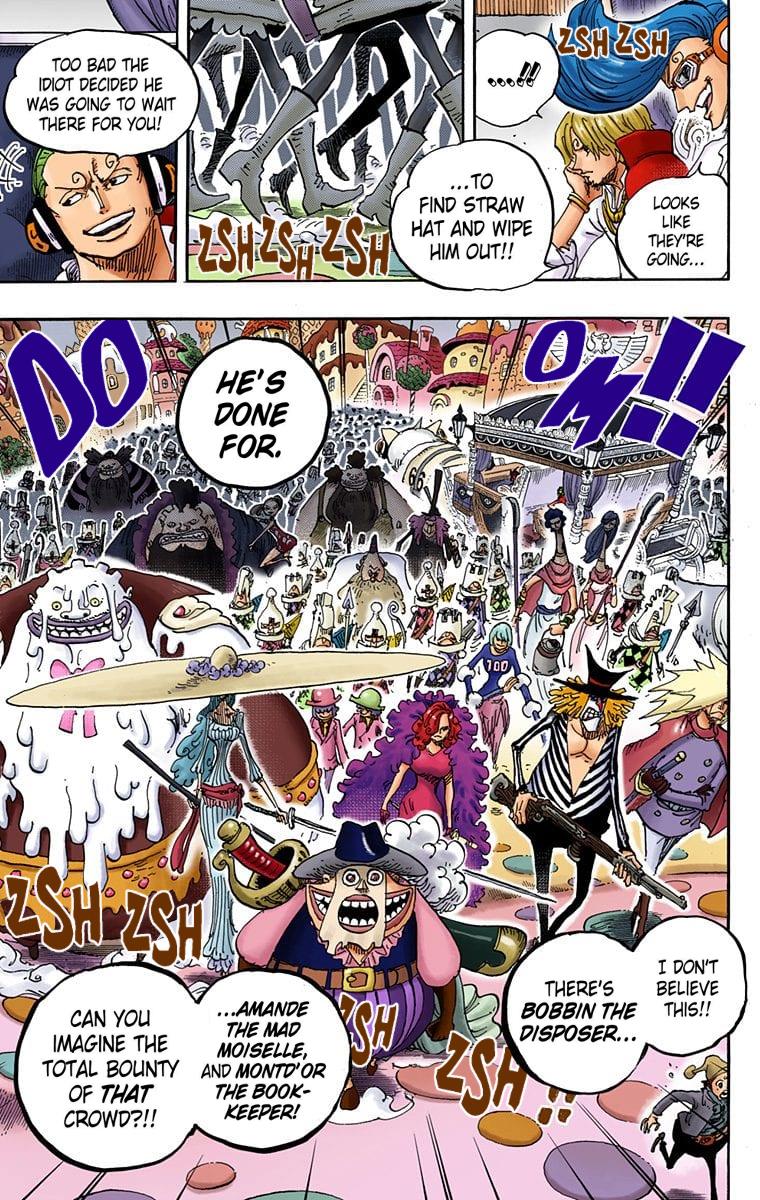 ZSH ZSH
LOOKS
LIKE
THEY'RE
GOING...
...!!
...TO
FIND STRAW
HAT AND WIPE
HIM OUT!!
ZSH ZSH ZSH
TOO BAD THE
IDIOT DECIDED HE
WAS GOING TO WAIT
THERE FOR YOU!
DOOM!!
HE'S
DONE
FOR.
66
100
I DON'T
BELIEVE
THIS!!
THERE'S
BOBBIN THE
DISPOSER...
...AMANDE
THE MAD
MOISELLE,
AND MONTD'OR
THE BOOK-
KEEPER!
CAN YOU
IMAGINE THE
TOTAL BOUNTY
OF THAT
CROWD?!!
ZSH ZSH
ZSH
ZSH !!